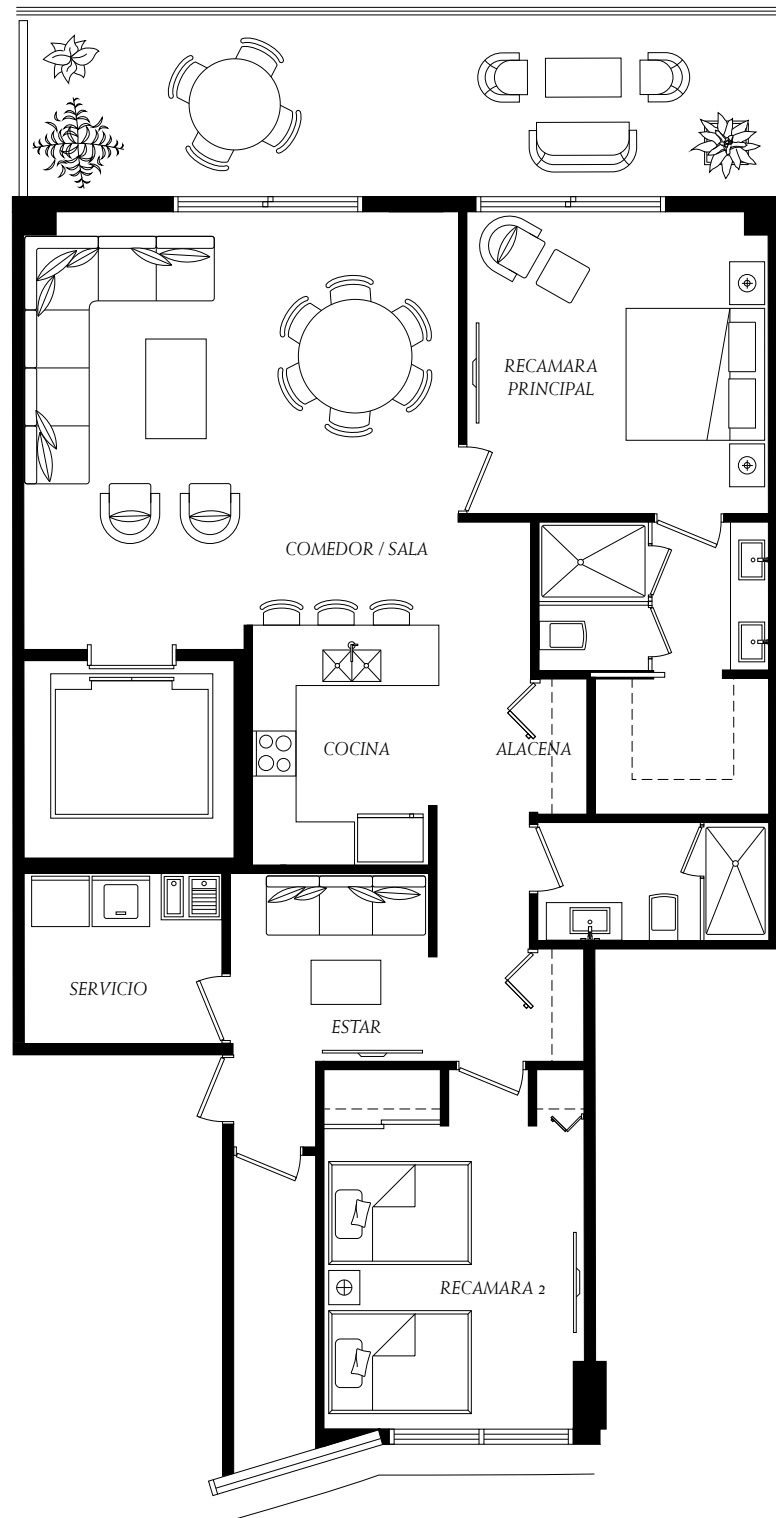 RECAMARA
PRINCIPAL
COMEDOR / SALA
COCINA
ALACENA
SERVICIO
ESTAR
RECAMARA 2